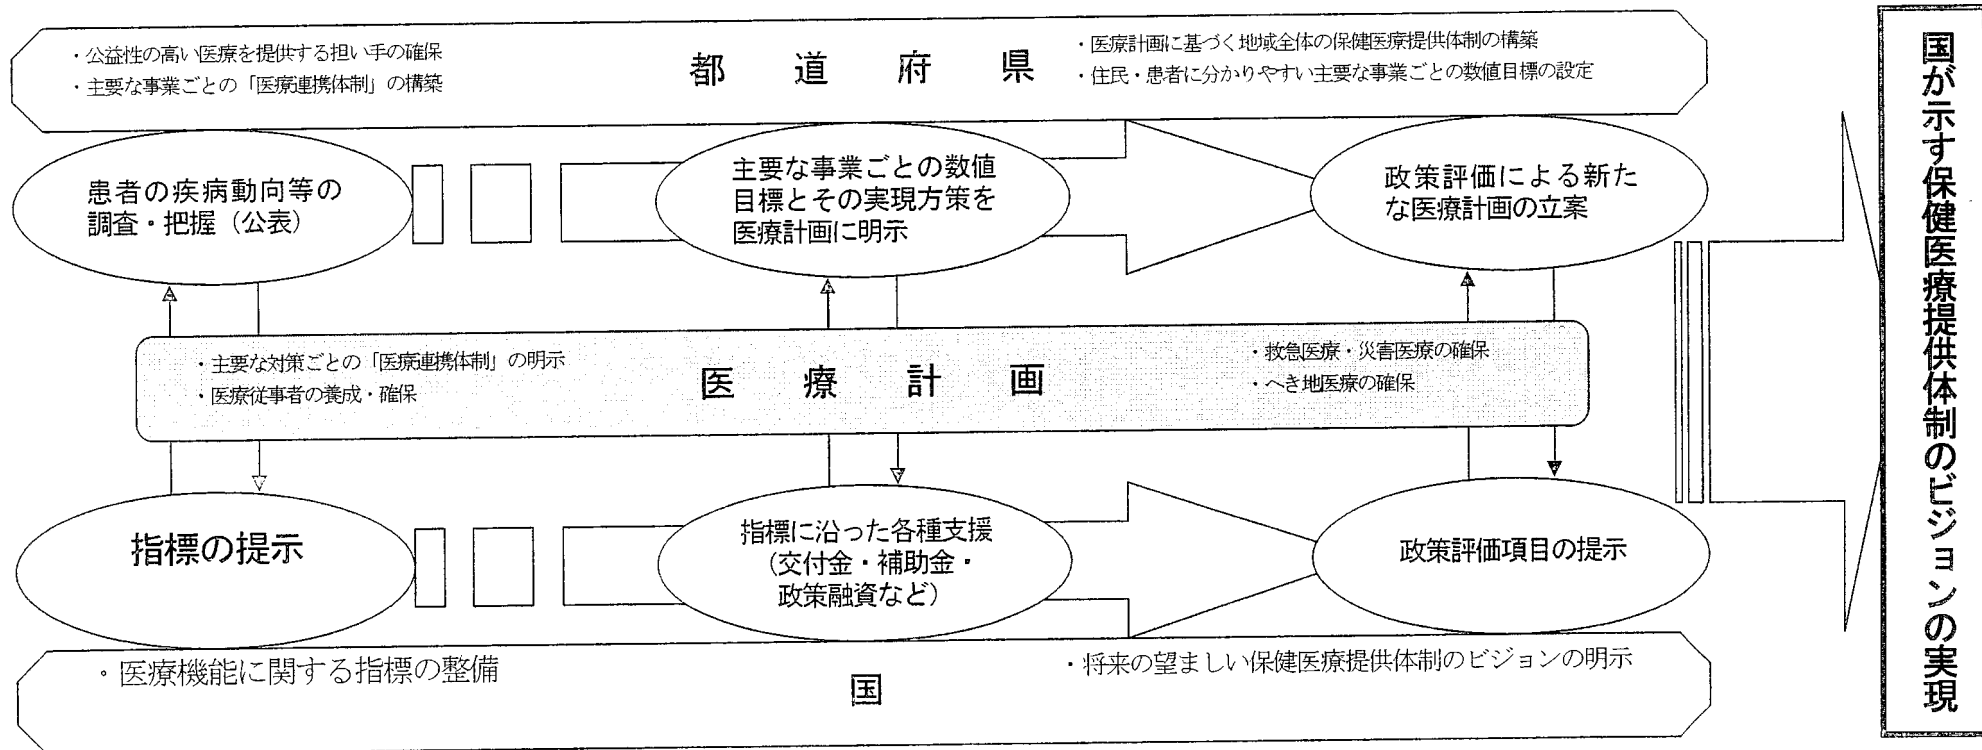 ・公益性の高い医療を提供する担い手の確保
・主要な事業ごとの「医療連携体制」の構築
都道府県
・医療計画に基づく地域全体の保健医療提供体制の構築
・住民・患者に分かりやすい主要な事業ごとの数値目標の設定
患者の疾病動向等の
調査・把握（公表）
主要な事業ごとの数値
目標とその実現方策を
医療計画に明示
政策評価による新た
な医療計画の立案
・主要な対策ごとの「医療連携体制」の明示
・医療従事者の養成・確保
医療計画
・救急医療・災害医療の確保
・へき地医療の確保
指標の提示
指標に沿った各種支援
（交付金・補助金・
政策融資など）
政策評価項目の提示
・医療機能に関する指標の整備
国
・将来の望ましい保健医療提供体制のビジョンの明示
国が示す保健医療提供体制のビジョンの実現